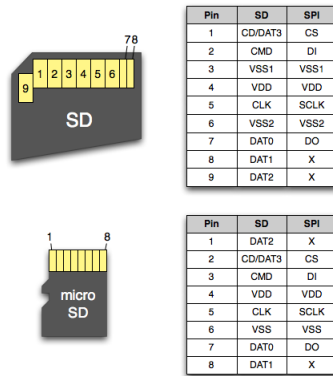 78
1 2 3 4 5 6
9
SD
Pin SD SPI
1 CD/DAT3 CS
2 CMD DI
3 VSS1 VSS1
4 VDD VDD
5 CLK SCLK
6 VSS2 VSS2
7 DAT0 DO
8 DAT1 X
9 DAT2 X
1 8
micro
SD
Pin SD SPI
1 DAT2 X
2 CD/DAT3 CS
3 CMD DI
4 VDD VDD
5 CLK SCLK
6 VSS VSS
7 DAT0 DO
8 DAT1 X